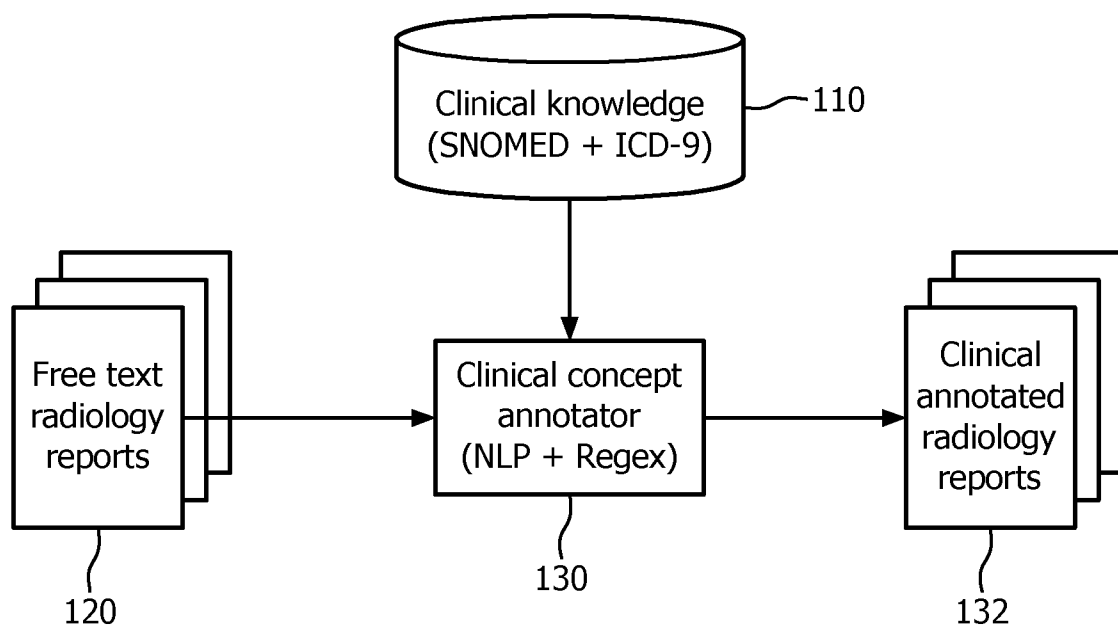 Clinical knowledge
(SNOMED + ICD-9)
110
Free text
radiology
reports
120
Clinical concept
annotator
(NLP + Regex)
130
Clinical
annotated
radiology
reports
132